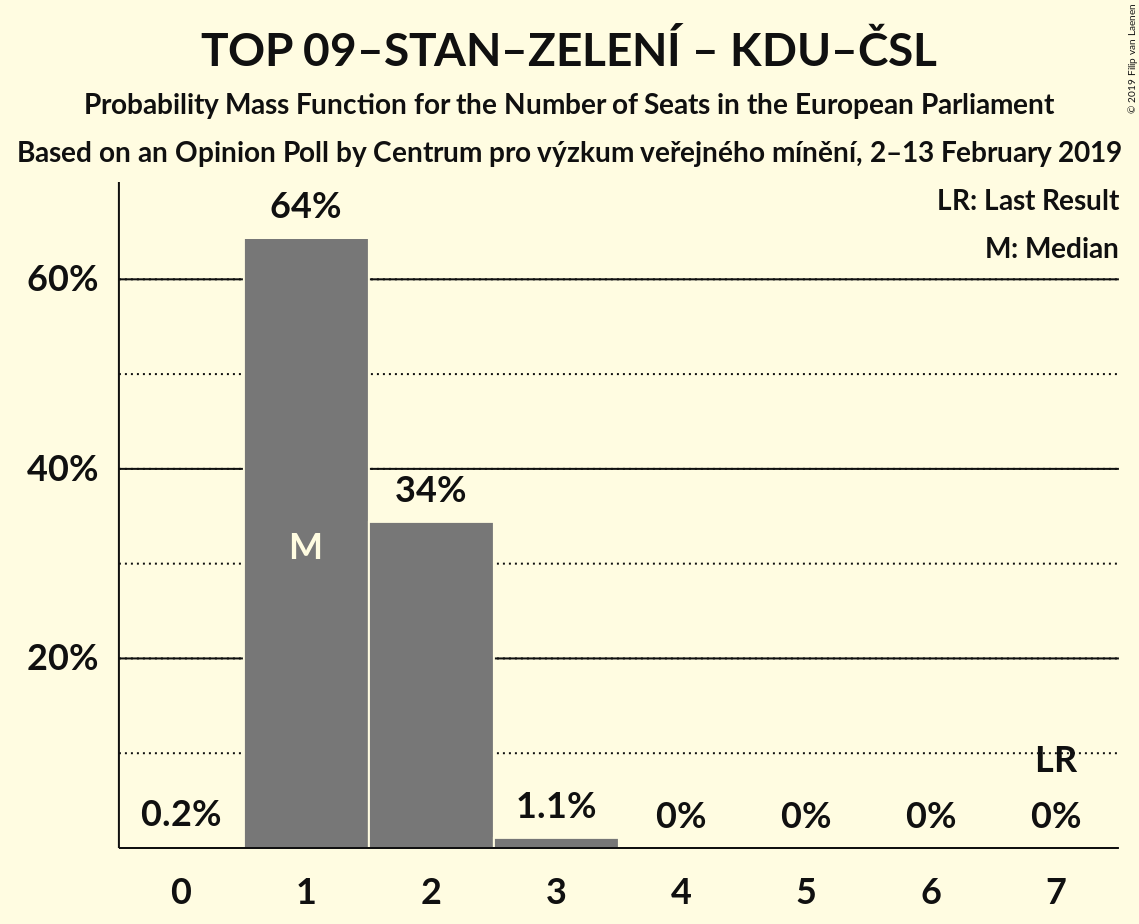 TOP 09–STAN–ZELENÍ – KDU–ČSL
Probability Mass Function for the Number of Seats in the European Parliament
Based on an Opinion Poll by Centrum pro výzkum veřejného mínění, 2–13 February 2019
© 2019 Filip van Laenen
LR: Last Result
M: Median
64%
60%
40%
34%
M
20%
LR
0.2%
1.1%
0%
0%
0%
0%
0 1 2 3 4 5 6 7